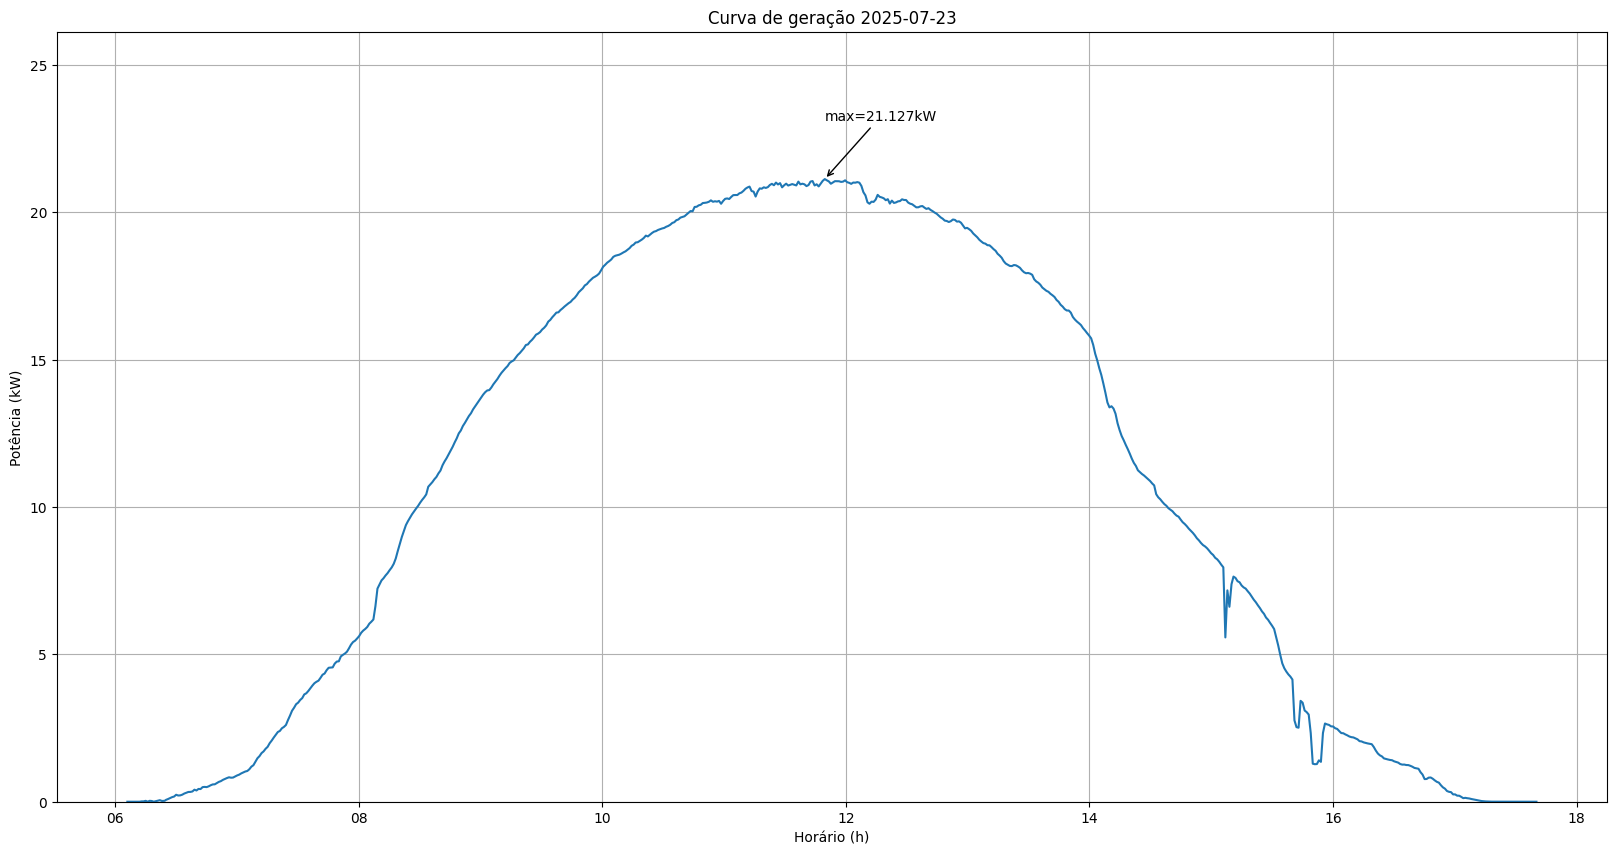 Curva de geração 2025-07-23
25
max=21.127kW
20
15
Potência (kW)
10
5
0
06 08 10 12 14 16 18
Horário (h)